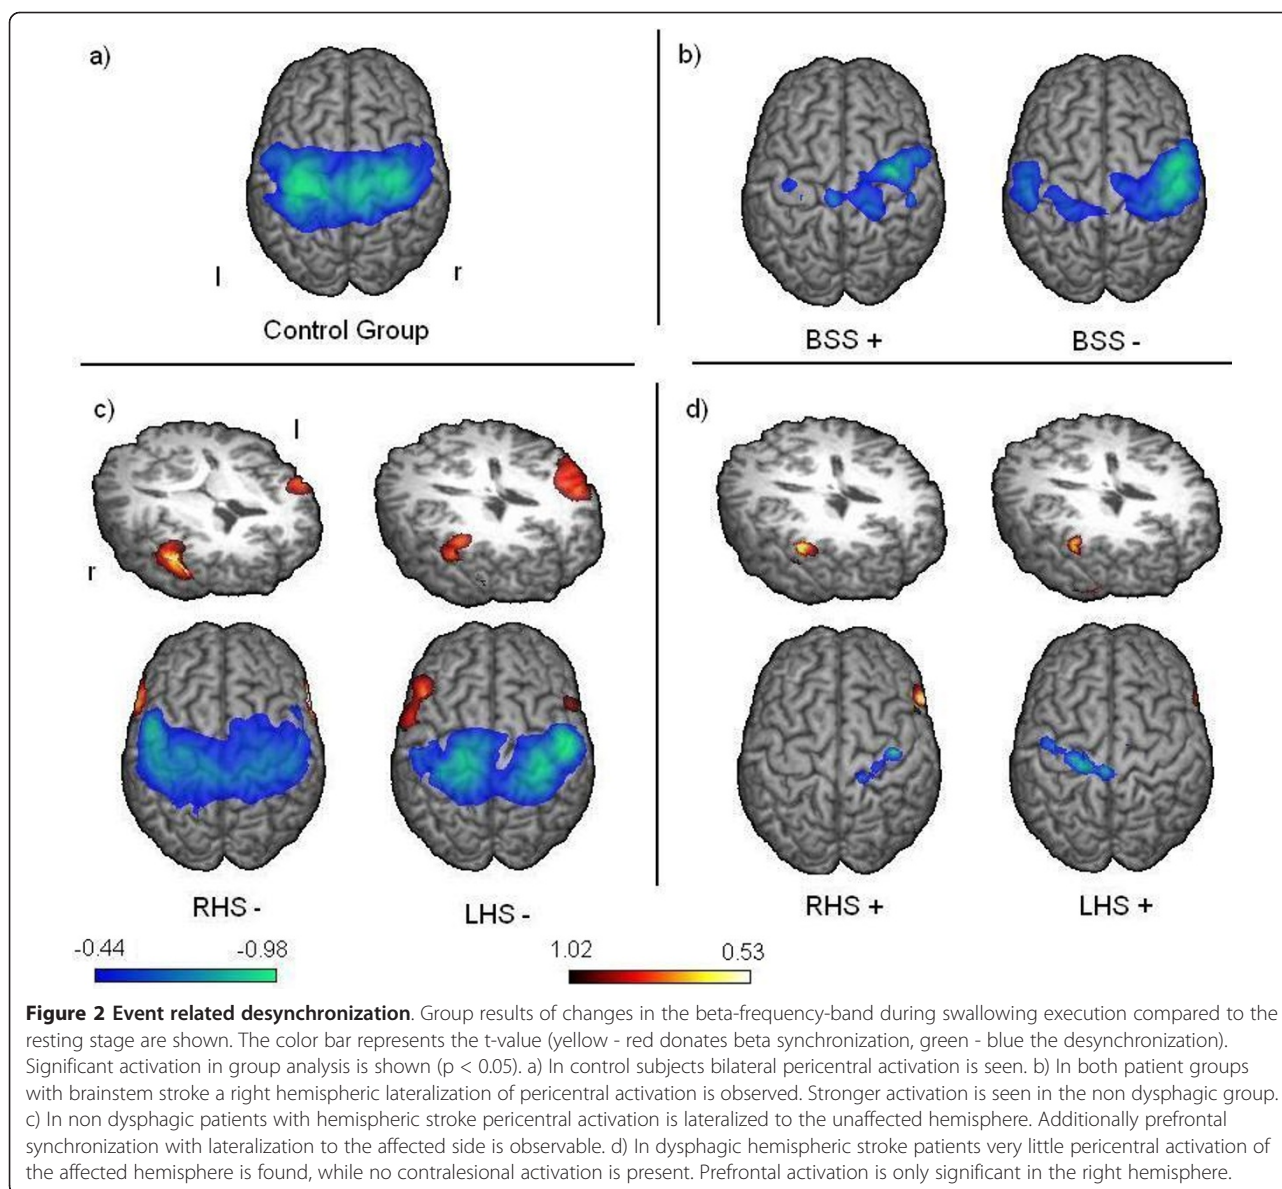 a)
l
r
Control Group
b)
BSS +
BSS -
c)
l
r
RHS -
LHS -
d)
RHS +
LHS +
-0.44
-0.98
1.02
0.53
Figure 2 Event related desynchronization. Group results of changes in the beta-frequency-band during swallowing execution compared to the
resting stage are shown. The color bar represents the t-value (yellow - red donates beta synchronization, green - blue the desynchronization).
Significant activation in group analysis is shown (p < 0.05). a) In control subjects bilateral pericentral activation is seen. b) In both patient groups
with brainstem stroke a right hemispheric lateralization of pericentral activation is observed. Stronger activation is seen in the non dysphagic group.
c) In non dysphagic patients with hemispheric stroke pericentral activation is lateralized to the unaffected hemisphere. Additionally prefrontal
synchronization with lateralization to the affected side is observable. d) In dysphagic hemispheric stroke patients very little pericentral activation of
the affected hemisphere is found, while no contralesional activation is present. Prefrontal activation is only significant in the right hemisphere.